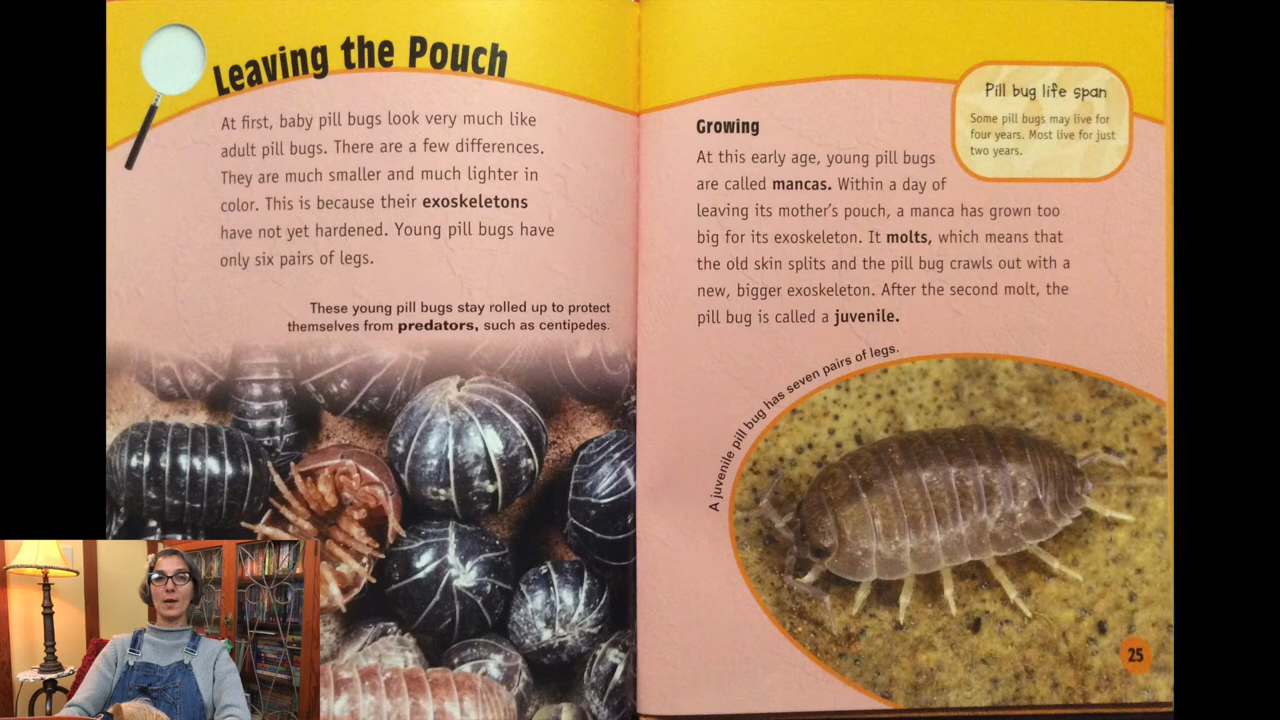 Leaving the Pouch
At first, baby pill bugs look very much like
adult pill bugs. There are a few differences.
They are much smaller and much lighter in
color. This is because their exoskeletons
have not yet hardened. Young pill bugs have
only six pairs of legs.
These young pill bugs stay rolled up to protect
themselves from predators, such as centipedes.
Pill bug life span
Some pill bugs may live for
four years. Most live for just
two years.
Growing
At this early age, young pill bugs
are called mancas. Within a day of
leaving its mother's pouch, a manca has grown too
big for its exoskeleton. It molts, which means that
the old skin splits and the pill bug crawls out with a
new, bigger exoskeleton. After the second molt, the
pill bug is called a juvenile.
A juvenile pill bug has seven pairs of legs.
25